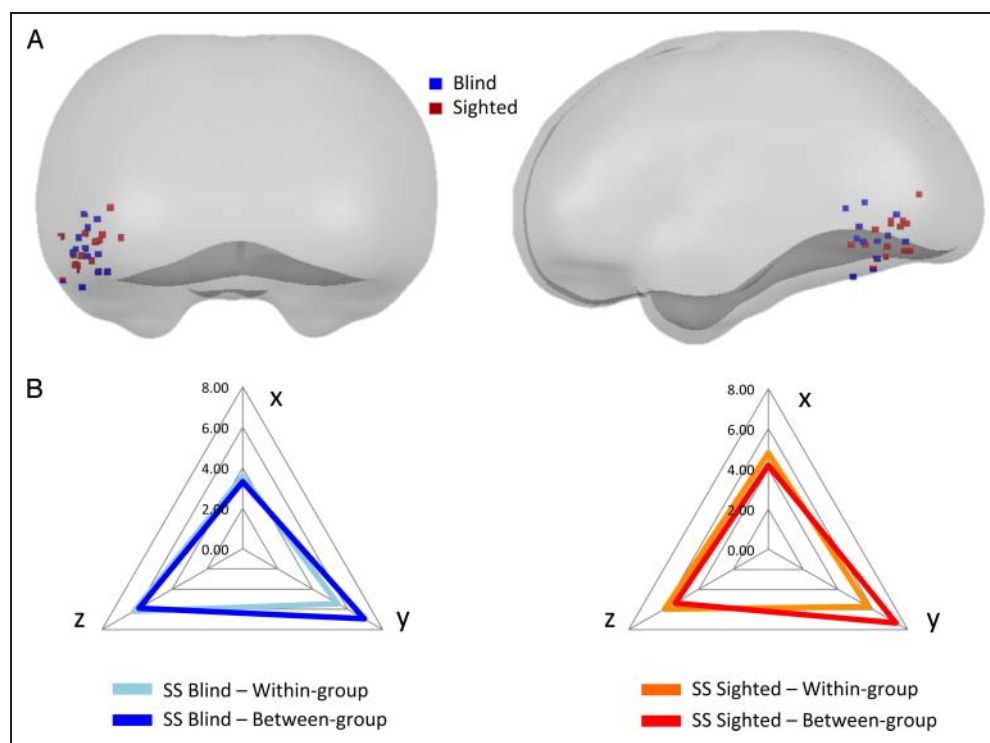 A
Blind
Sighted
B
8.00
6.00
4.00
2.00
0.00
x
z
y
SS Blind – Within-group
SS Blind – Between-group
8.00
6.00
4.00
2.00
0.00
x
z
y
SS Sighted – Within-group
SS Sighted – Between-group